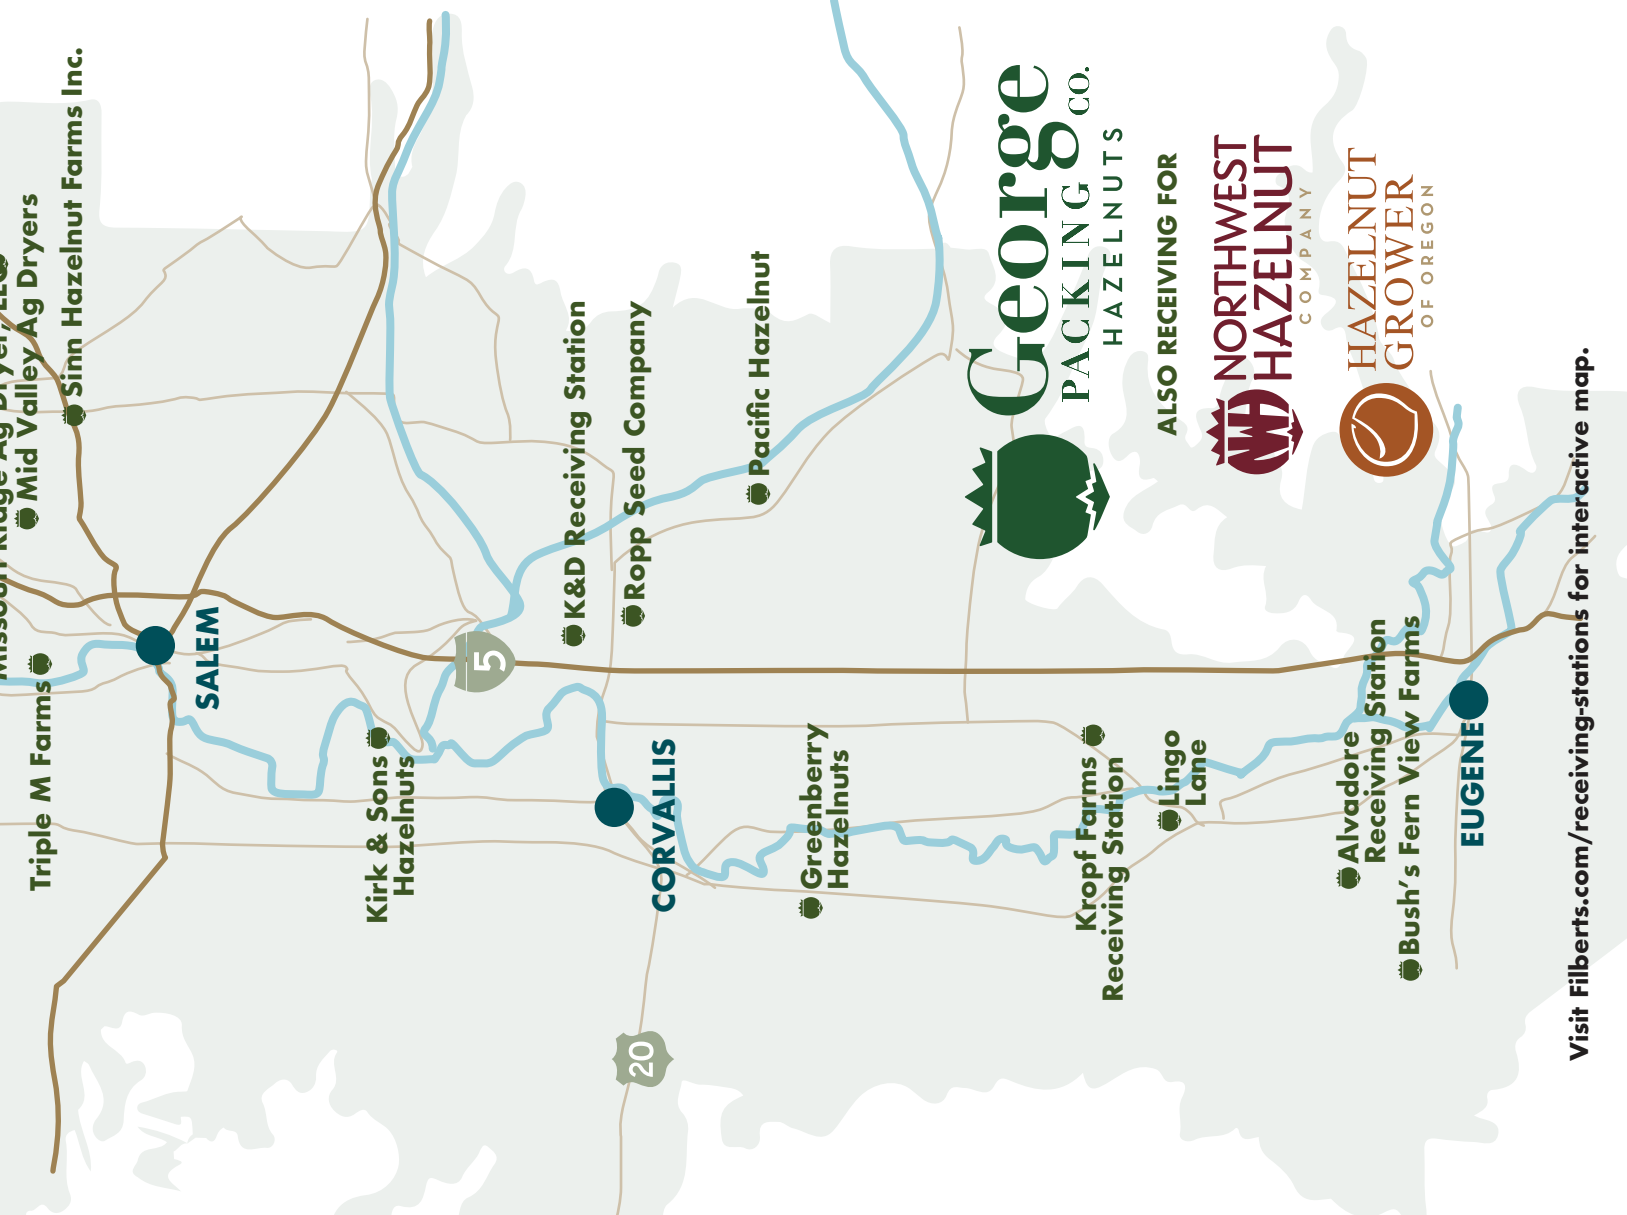 Mid Valley Ag Dryers
Sinn Hazelnut Farms Inc.
Triple M Farms
SALEM
Kirk & Sons
Hazelnuts
5
K&D Receiving Station
Ropp Seed Company
Pacific Hazelnut
CORVALLIS
20
Greenberry
Hazelnuts
Kropf Farms
Receiving Station
Lingo
Lane
Alvadore
Receiving Station
Bush's Fern View Farms
EUGENE
George
PACKING CO.
HAZELNUTS
ALSO RECEIVING FOR
NORTHWEST
HAZELNUT
COMPANY
HAZELNUT
GROWER
OF OREGON
Visit Filberts.com/receiving-stations for interactive map.